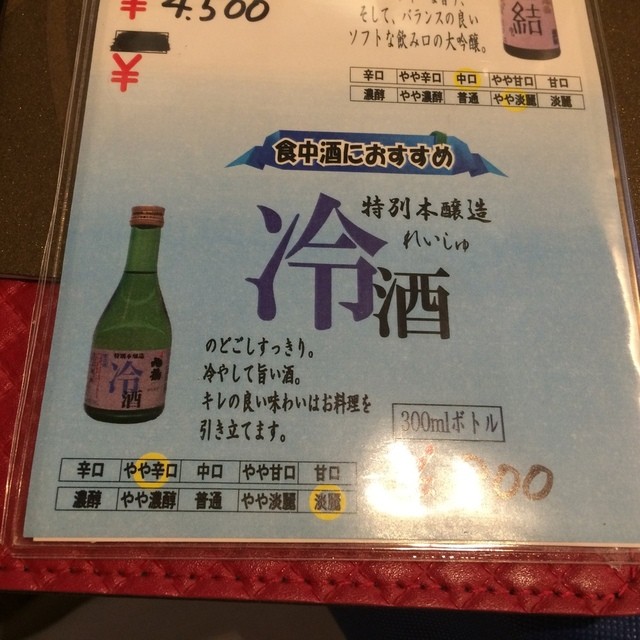 ¥4.500
¥
そして、バランスの良い
ソフトな飲み口の大吟醸。
結
辛口 やや辛口 中口 やや甘口 甘口
濃醇 やや濃醇 普通 やや淡麗 淡麗
食中酒におすすめ
特別本醸造
れいしゅ
冷酒
特別本醸造
冷酒
のどごしすっきり。
冷やして旨い酒。
キレの良い味わいはお料理を
引き立てます。
300mlボトル
辛口 やや辛口 中口 やや甘口 甘口
濃醇 やや濃醇 普通 やや淡麗 淡麗